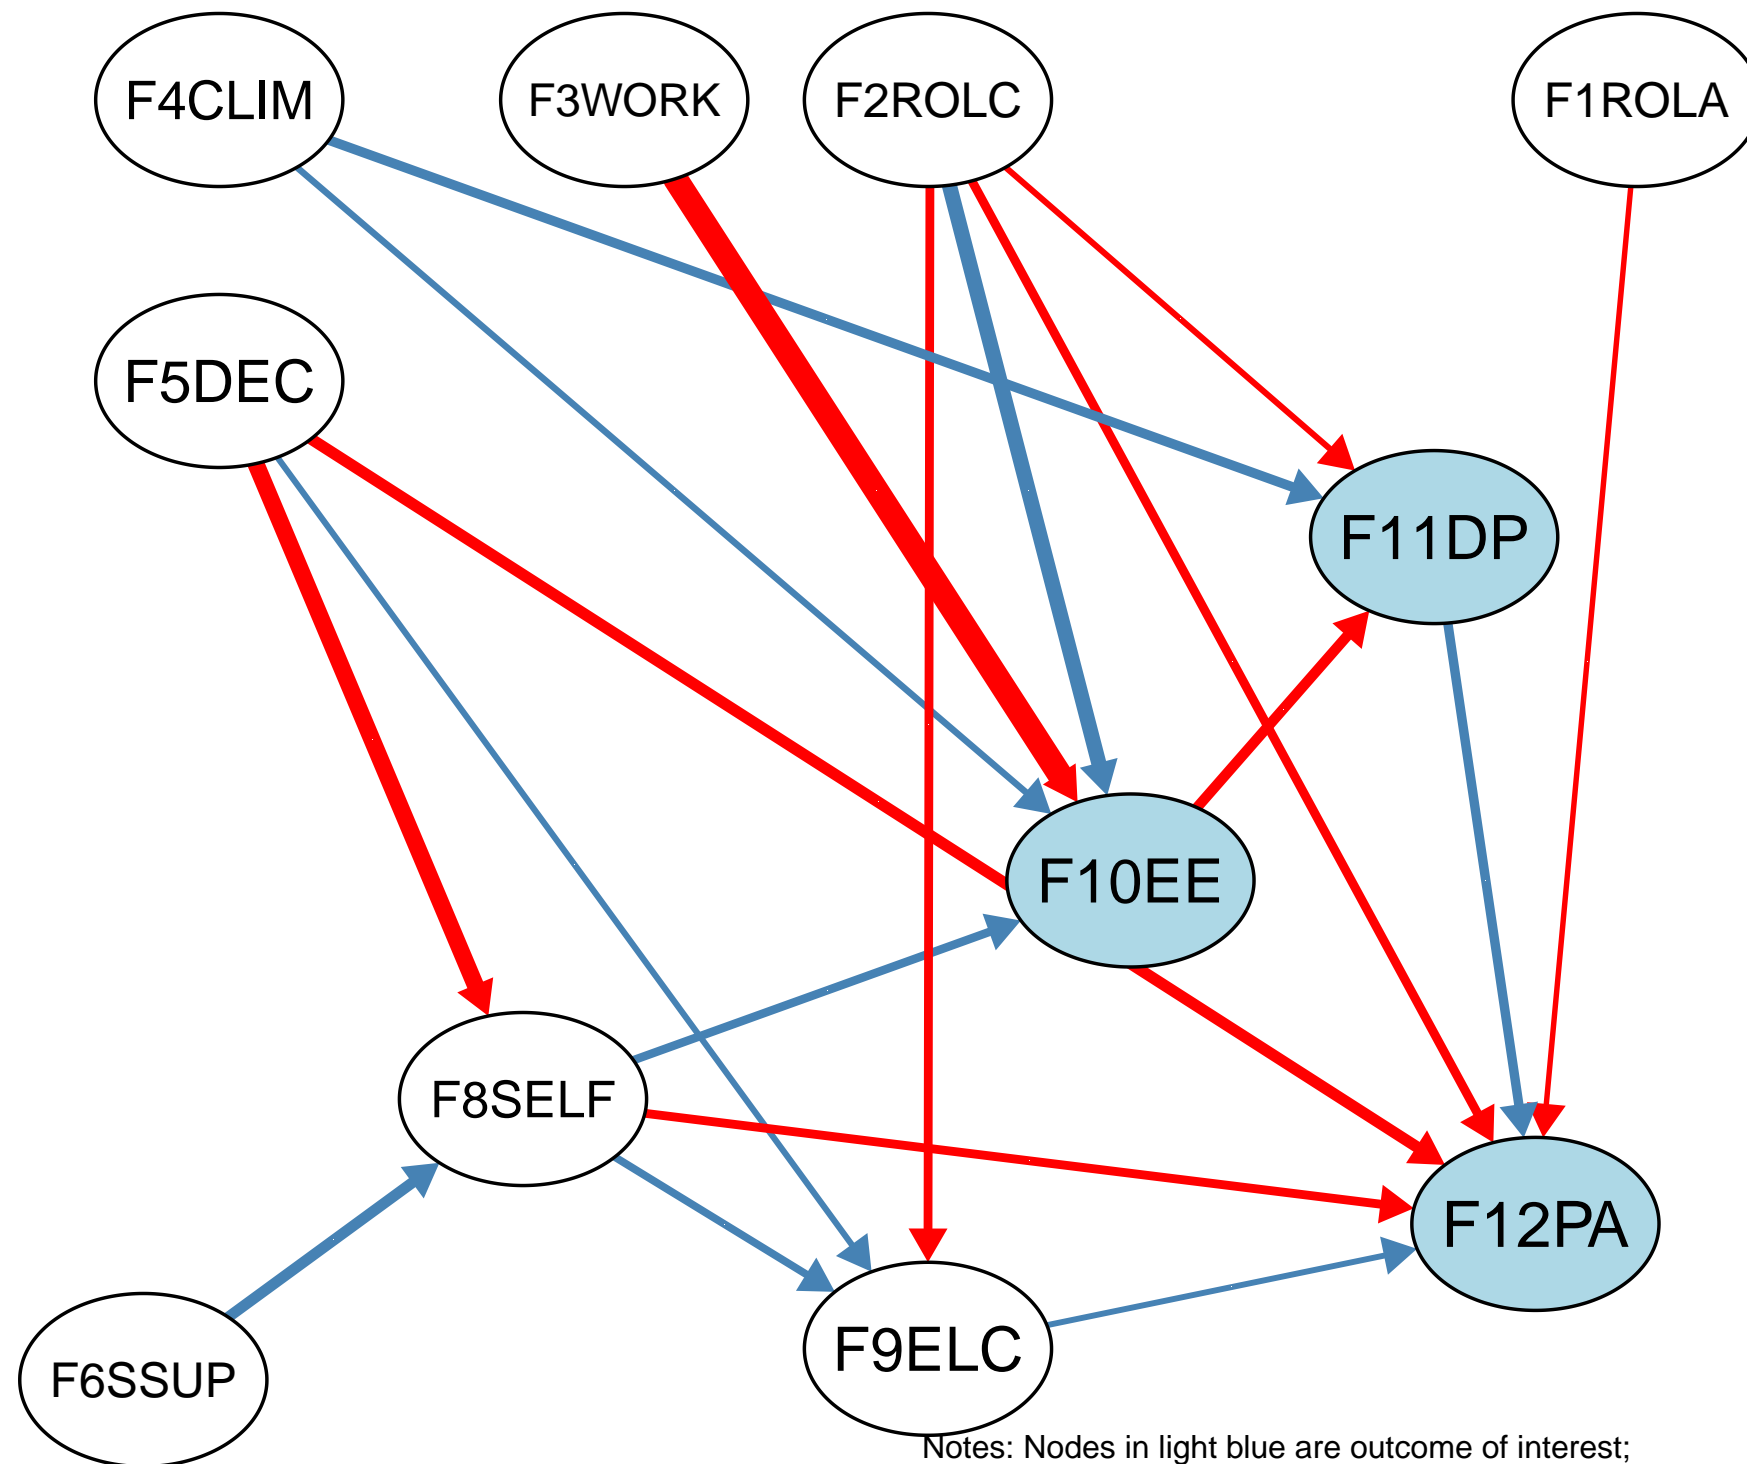 F4CLIM
F3WORK
F2ROLC
F1ROLA
F5DEC
F11DP
F10EE
F8SELF
F12PA
F9ELC
F6SSUP
Notes: Nodes in light blue are outcome of interest;